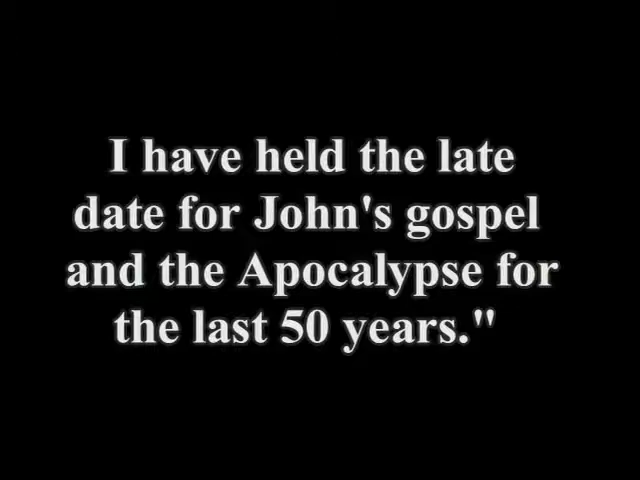 I have held the late
date for John's gospel
and the Apocalypse for
the last 50 years."